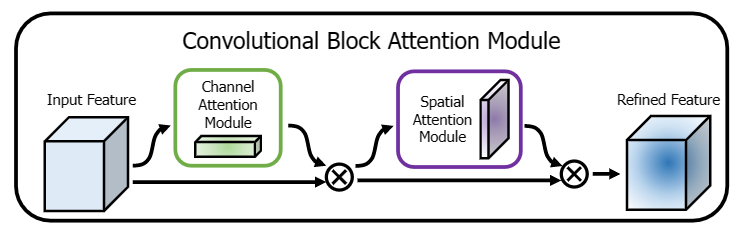 Convolutional Block Attention Module
Input Feature
Channel
Attention
Module
Spatial
Attention
Module
Refined Feature